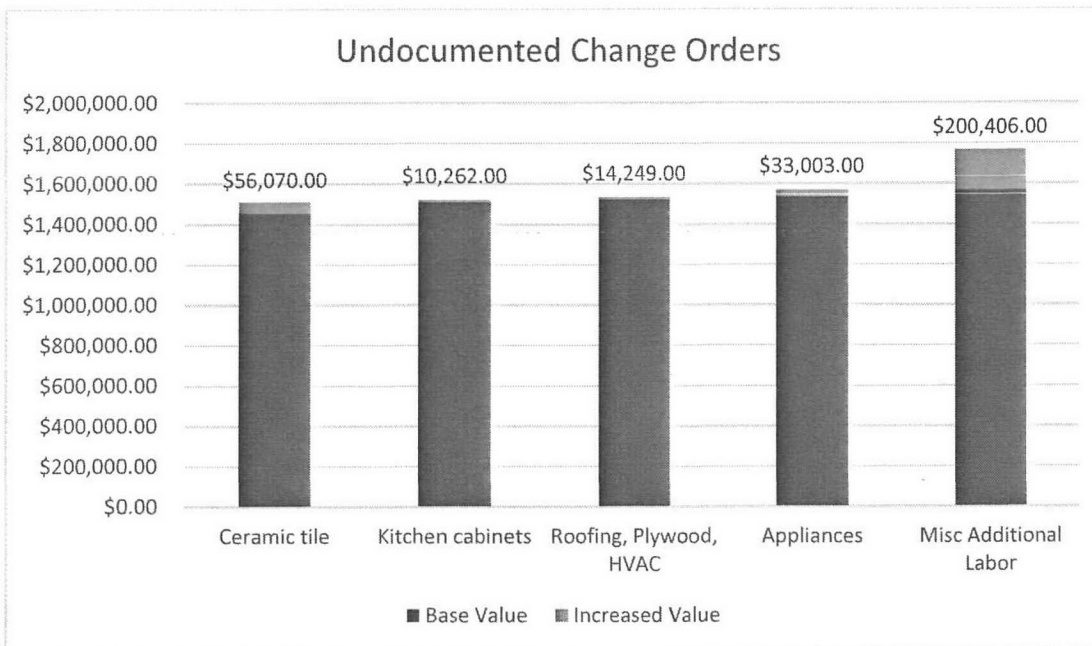 Undocumented Change Orders
$2,000,000.00
$1,800,000.00
$1,600,000.00
$1,400,000.00
$1,200,000.00
$1,000,000.00
$800,000.00
$600,000.00
$400,000.00
$200,000.00
$0.00
$56,070.00
$10,262.00
$14,249.00
$33,003.00
$200,406.00
Ceramic tile
Kitchen cabinets
Roofing, Plywood,
HVAC
Appliances
Misc Additional
Labor
Base Value
Increased Value